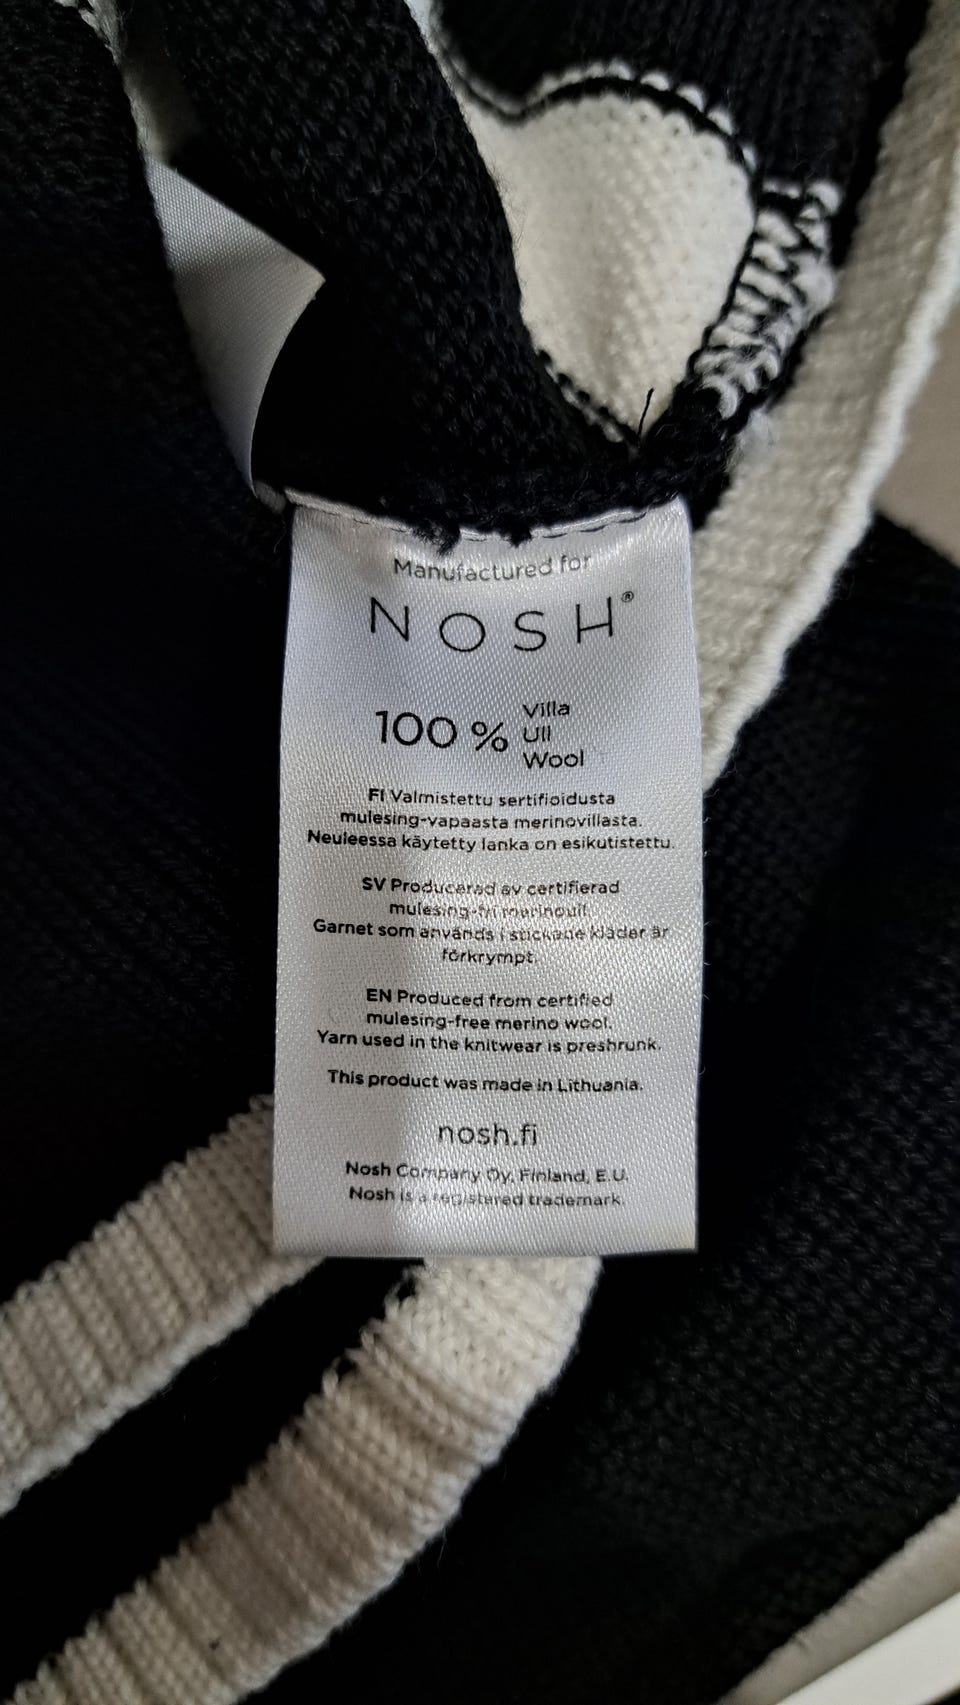 Manufactured for
NOSH®
100 % Villa
Ull
Wool
FI Valmistettu sertifioidusta
mulesing-vapaasta merinovillasta.
Neuleessa käytetty lanka on esikutistettu.
SV Producerad av certifierad
mulesing-fri merinoull.
Garnet som används i stickade kläder är
förkrympt.
EN Produced from certified
mulesing-free merino wool.
Yarn used in the knitwear is preshrunk.
This product was made in Lithuania.
nosh.fi
Nosh Company Oy, Finland, E.U.
Nosh is a registered trademark.